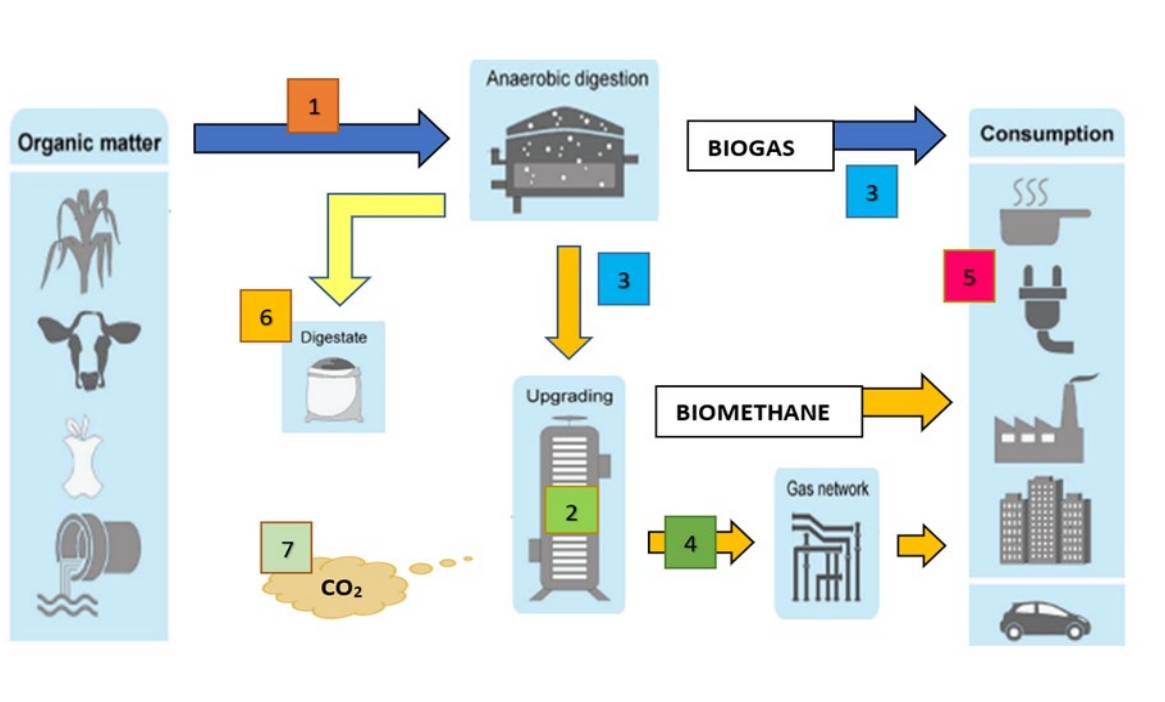 Organic matter
1
Anaerobic digestion
BIOGAS
3
Consumption
3
5
6
Digestate
Upgrading
BIOMETHANE
2
Gas network
4
7
CO₂